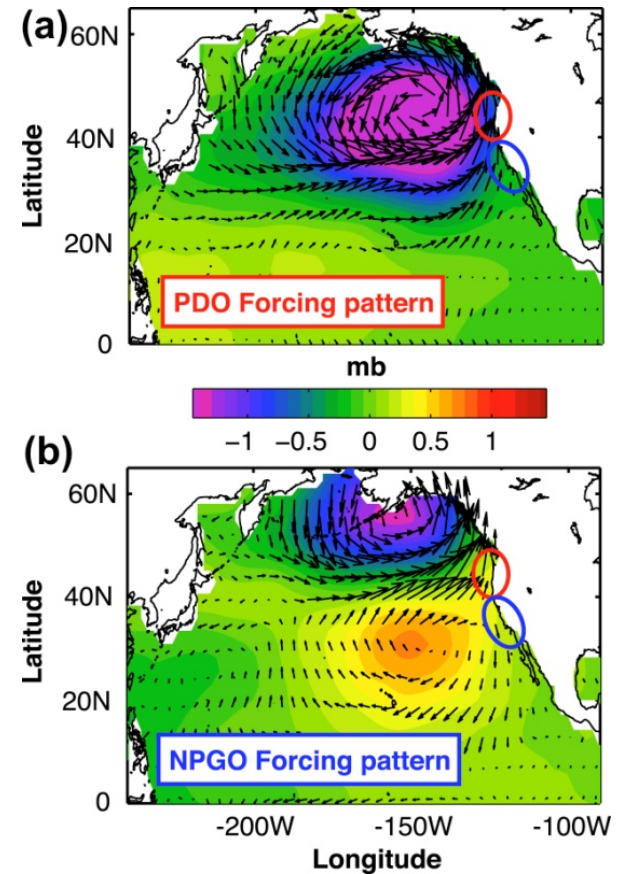 (a)
60N
40N
20N
0
Latitude
PDO Forcing pattern
mb
−1 −0.5 0 0.5 1
(b)
60N
40N
20N
0
Latitude
NPGO Forcing pattern
-200W -150W -100W
Longitude